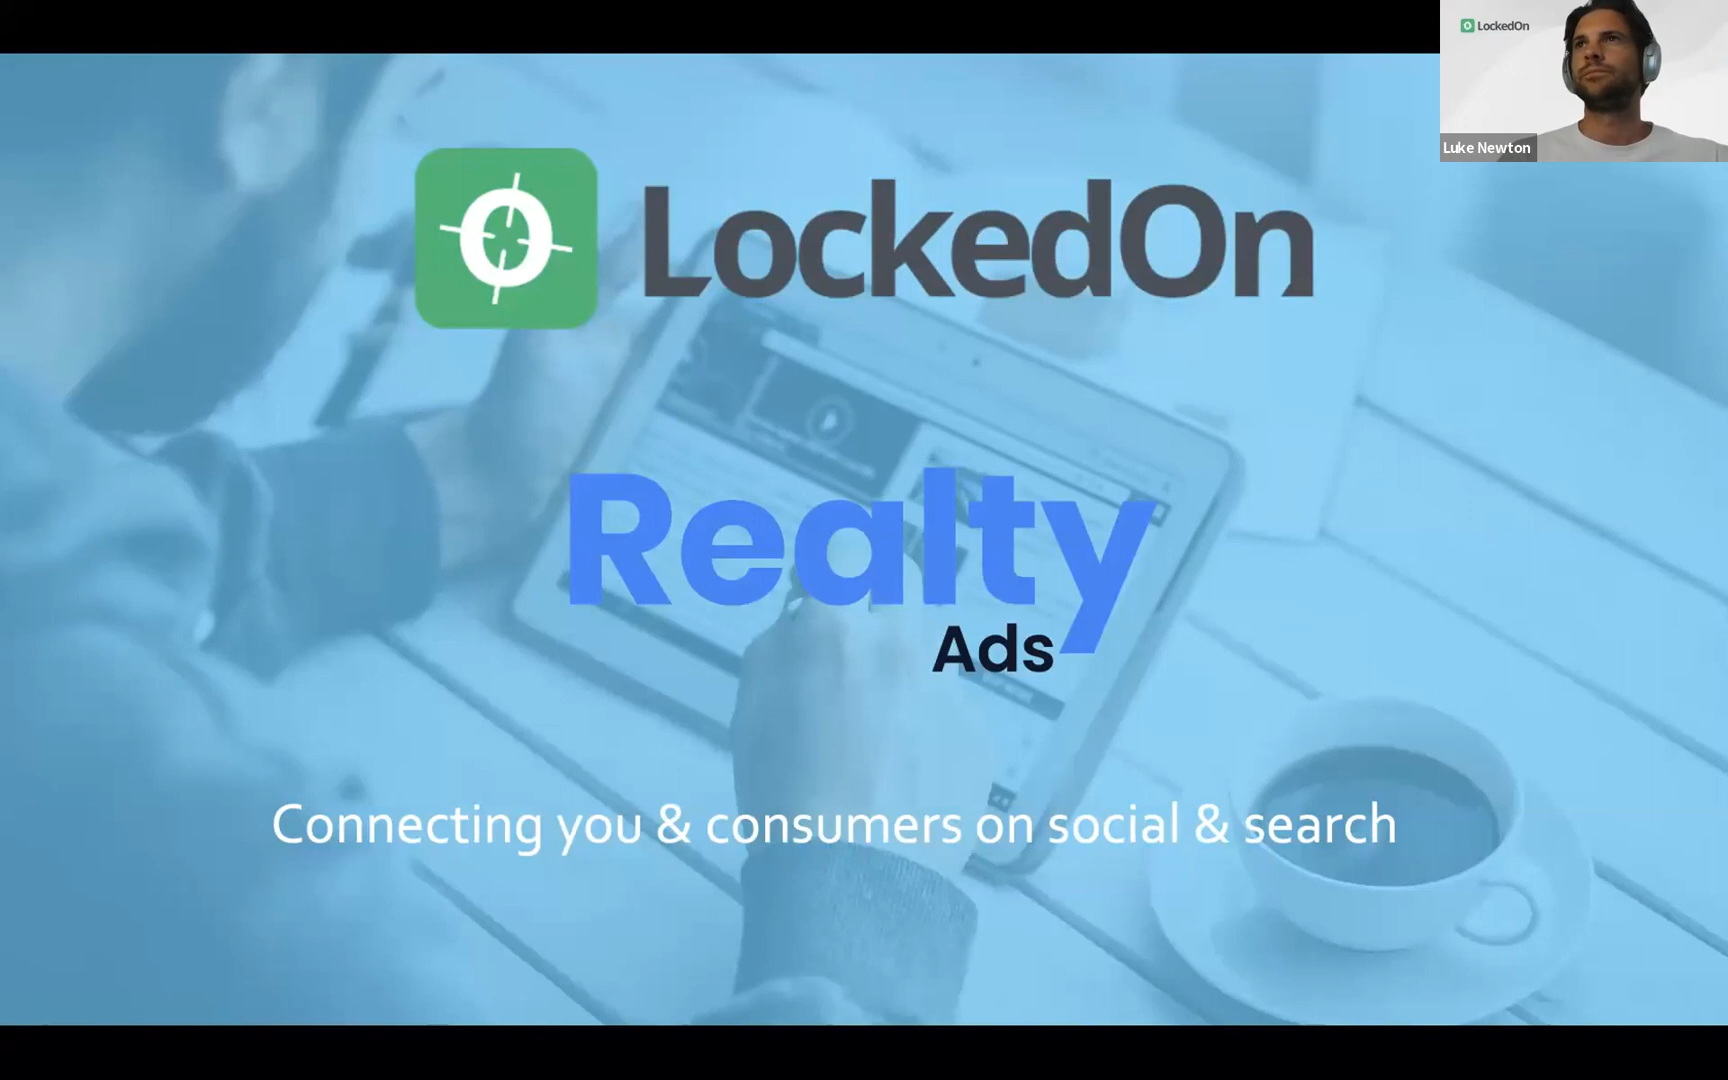 LockedOn
Luke Newton
LockedOn
Realty
Ads
Connecting you & consumers on social & search